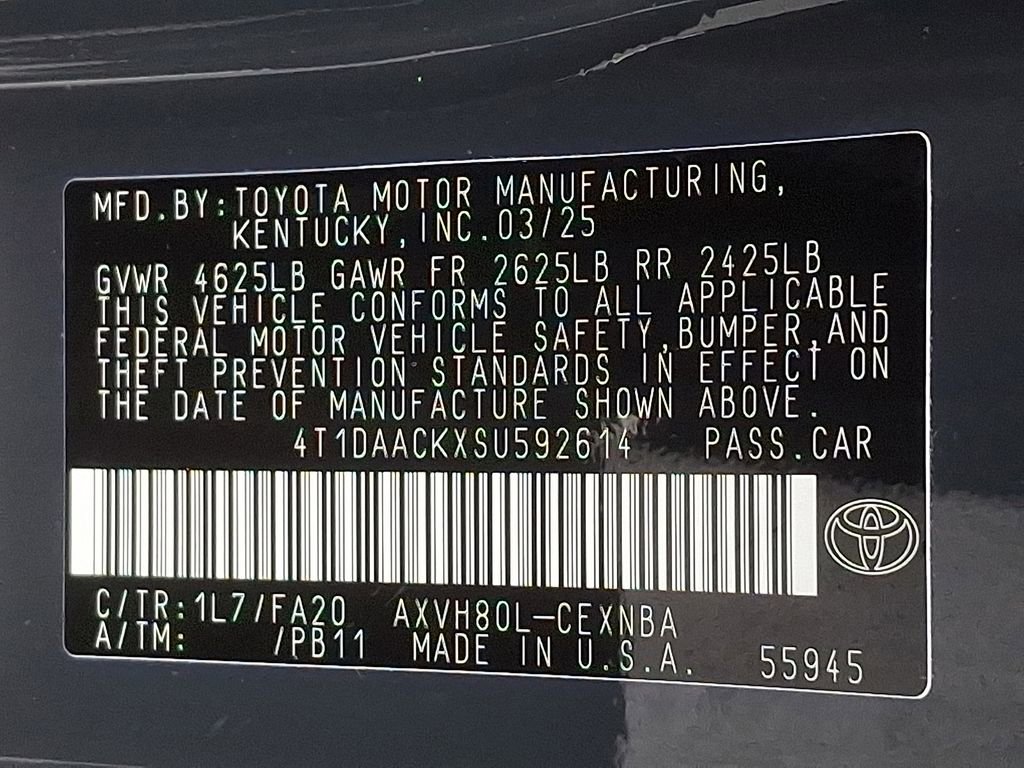 MFD.BY:TOYOTA MOTOR MANUFACTURING,
KENTUCKY,INC.03/25
GVWR 4625LB GAWR FR 2625LB RR 2425LB
THIS VEHICLE CONFORMS TO ALL APPLICABLE
FEDERAL MOTOR VEHICLE SAFETY,BUMPER,AND
THEFT PREVENTION STANDARDS IN EFFECT ON
THE DATE OF MANUFACTURE SHOWN ABOVE.
4T1DAACKXSU592614 PASS.CAR
C/TR:1L7/FA20 AXVH80L-CEXNBA
A/TM: /PB11 MADE IN U.S.A. 55945